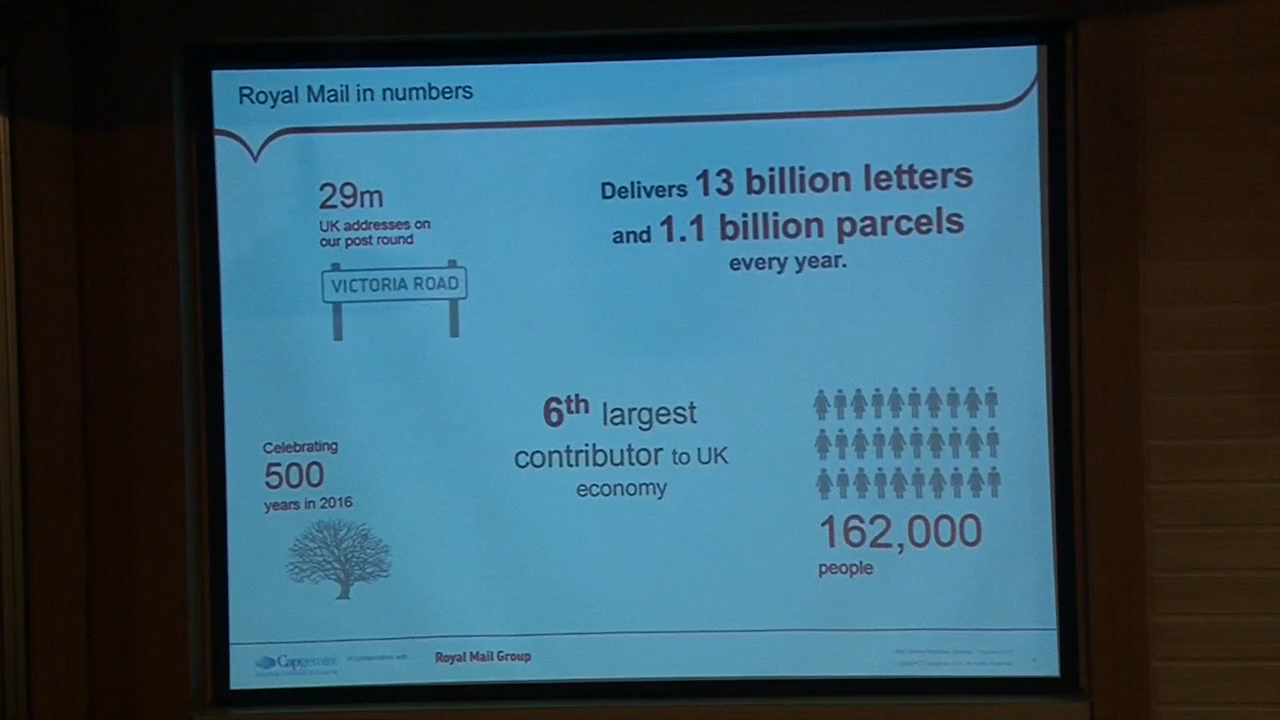 Royal Mail in numbers
29m
UK addresses on
our post round
VICTORIA ROAD
Delivers 13 billion letters
and 1.1 billion parcels
every year.
Celebrating
500
years in 2016
6th largest
contributor to UK
economy
162,000
people
Capgemini
Royal Mail Group